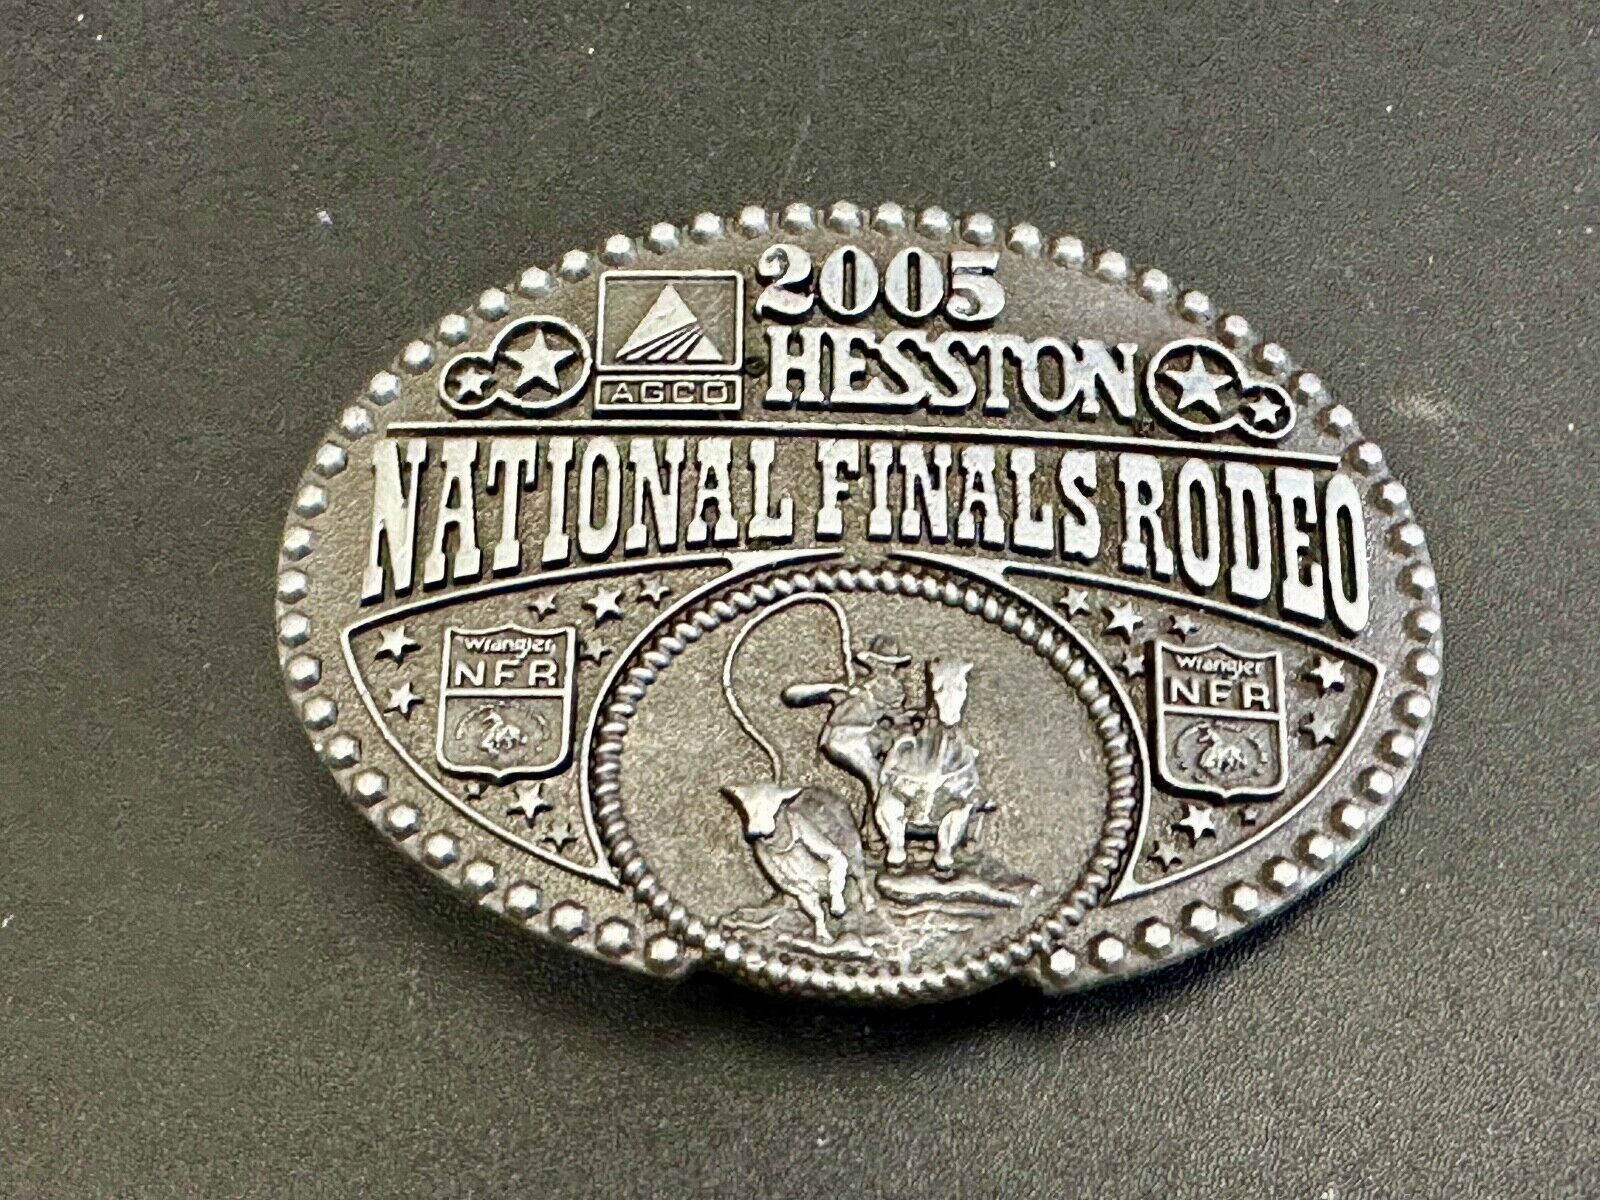 2005
AGCO® HESSTON
NATIONAL FINALS RODEO
Wrangler
NFR
Wrangler
NFR